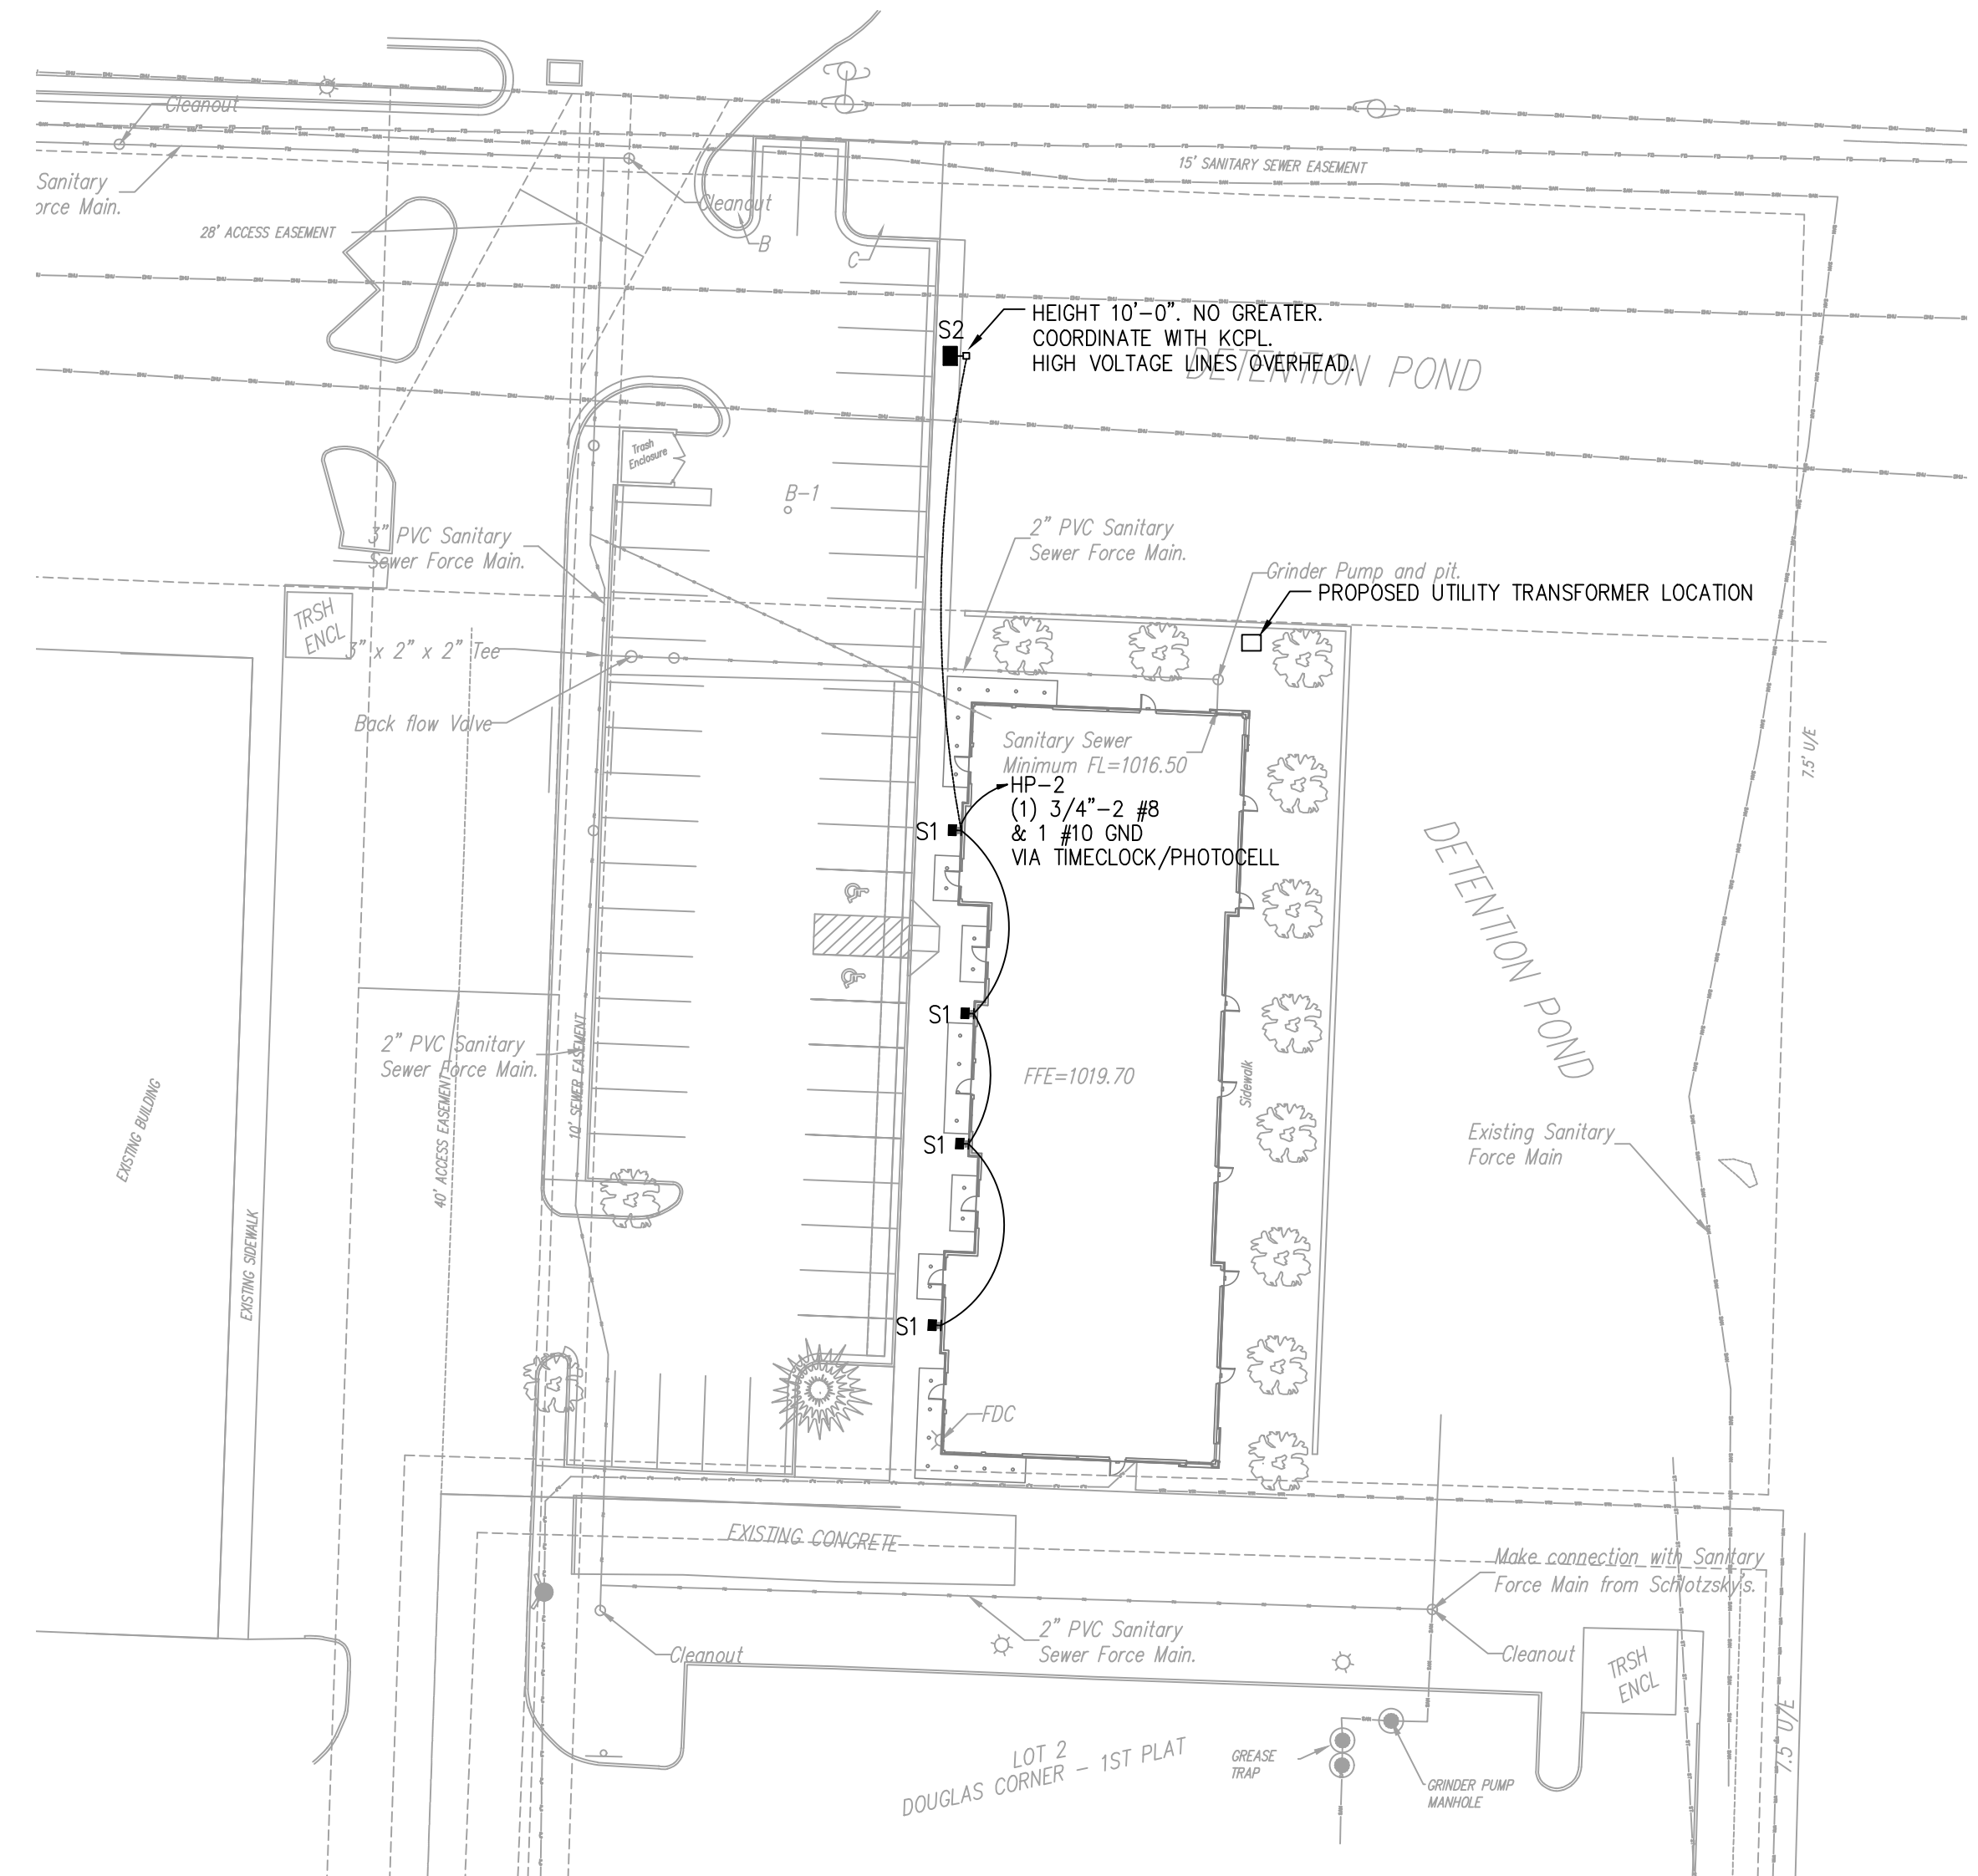 Cleanout
Sanitary
orce Main.
28' ACCESS EASEMENT
Cleanout
B
C
15' SANITARY SEWER EASEMENT
S2
HEIGHT 10'-0". NO GREATER.
COORDINATE WITH KCPL.
HIGH VOLTAGE LINES OVERHEAD.
DETENTION POND
Trash
Enclosure
B-1
3" PVC Sanitary
Sewer Force Main.
2" PVC Sanitary
Sewer Force Main.
Grinder Pump and pit.
PROPOSED UTILITY TRANSFORMER LOCATION
TRSH
ENCL
3" x 2" x 2" Tee
Back flow Valve
Sanitary Sewer
Minimum FL=1016.50
7.5' U/E
HP-2
(1) 3/4"-2 #8
& 1 #10 GND
VIA TIMECLOCK/PHOTOCELL
S1
DETENTION POND
S1
2" PVC Sanitary
Sewer Force Main.
10' SEWER EASEMENT
40' ACCESS EASEMENT
EXISTING BUILDING
EXISTING SIDEWALK
FFE=1019.70
Sidewalk
S1
Existing Sanitary
Force Main
S1
FDC
EXISTING CONCRETE
Make connection with Sanitary
Force Main from Schlotzsky's.
2" PVC Sanitary
Sewer Force Main.
Cleanout
Cleanout
TRSH
ENCL
7.5' U/E
LOT 2
DOUGLAS CORNER - 1ST PLAT
GREASE
TRAP
GRINDER PUMP
MANHOLE